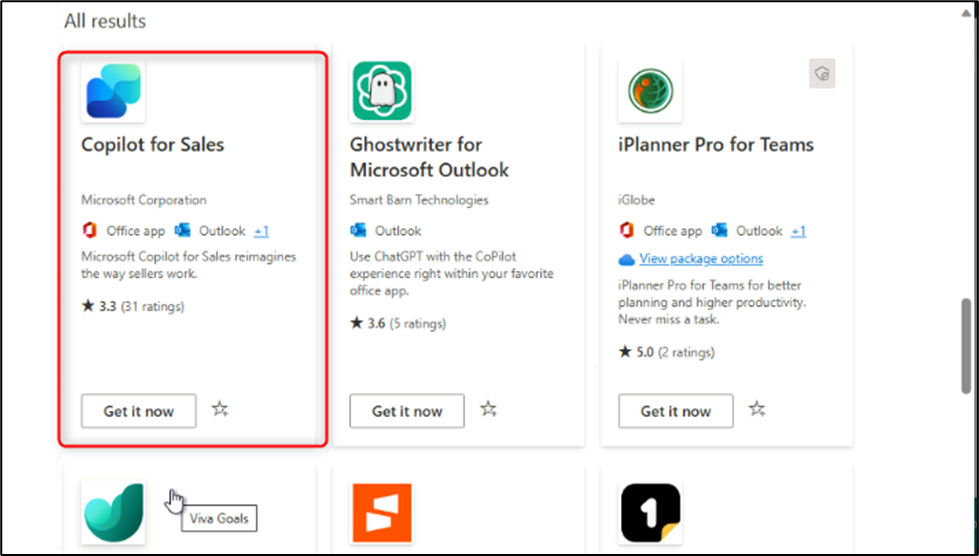 All results
Copilot for Sales
Microsoft Corporation
Office app Outlook +1
Microsoft Copilot for Sales reimagines
the way sellers work.
★ 3.3 (31 ratings)
Get it now
Ghostwriter for
Microsoft Outlook
Smart Barn Technologies
Outlook
Use ChatGPT with the CoPilot
experience right within your favorite
office app.
★ 3.6 (5 ratings)
Get it now
iPlanner Pro for Teams
iGlobe
Office app Outlook +1
View package options
iPlanner Pro for Teams for better
planning and higher productivity.
Never miss a task.
★ 5.0 (2 ratings)
Get it now
Viva Goals
1